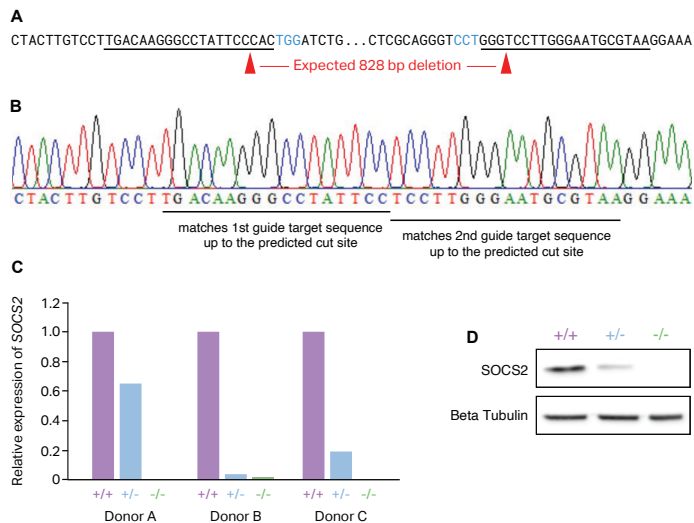 A
CTACTTGTCCTTGACAAGGGCCTATTCCCACTGGATCTG...CTCGCAGGGTCCTGGGTCCTTGGGAATGCGTAAGGAAA
Expected 828 bp deletion
B
CTACTTGTCCTTGACAAGGGCCTATTCCTCCTTGGGAATGCGTAAGGAAA
matches 1st guide target sequence
up to the predicted cut site
matches 2nd guide target sequence
up to the predicted cut site
C
Relative expression of SOCS2
1.2
1.0
0.8
0.6
0.4
0.2
0
+/+ +/- -/- +/+ +/- -/- +/+ +/- -/-
Donor A Donor B Donor C
D
+/+ +/- -/-
SOCS2
Beta Tubulin